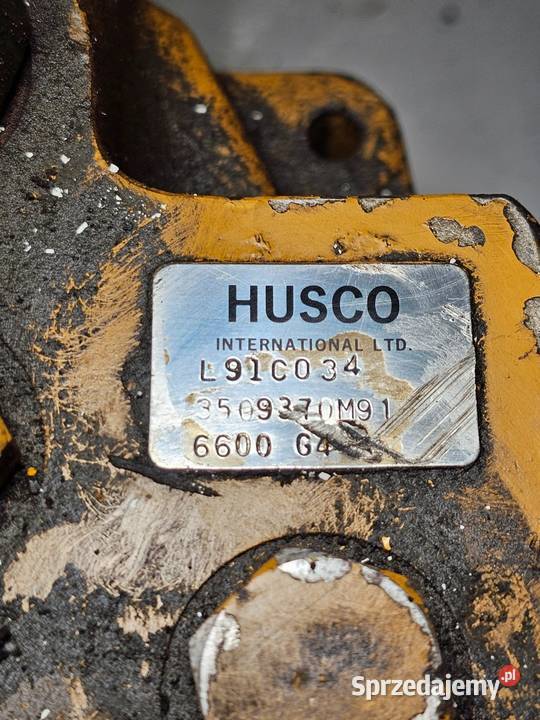 HUSCO
INTERNATIONAL LTD.
L91C034
3509370M91
6600 G4
Sprzedajemy.pl